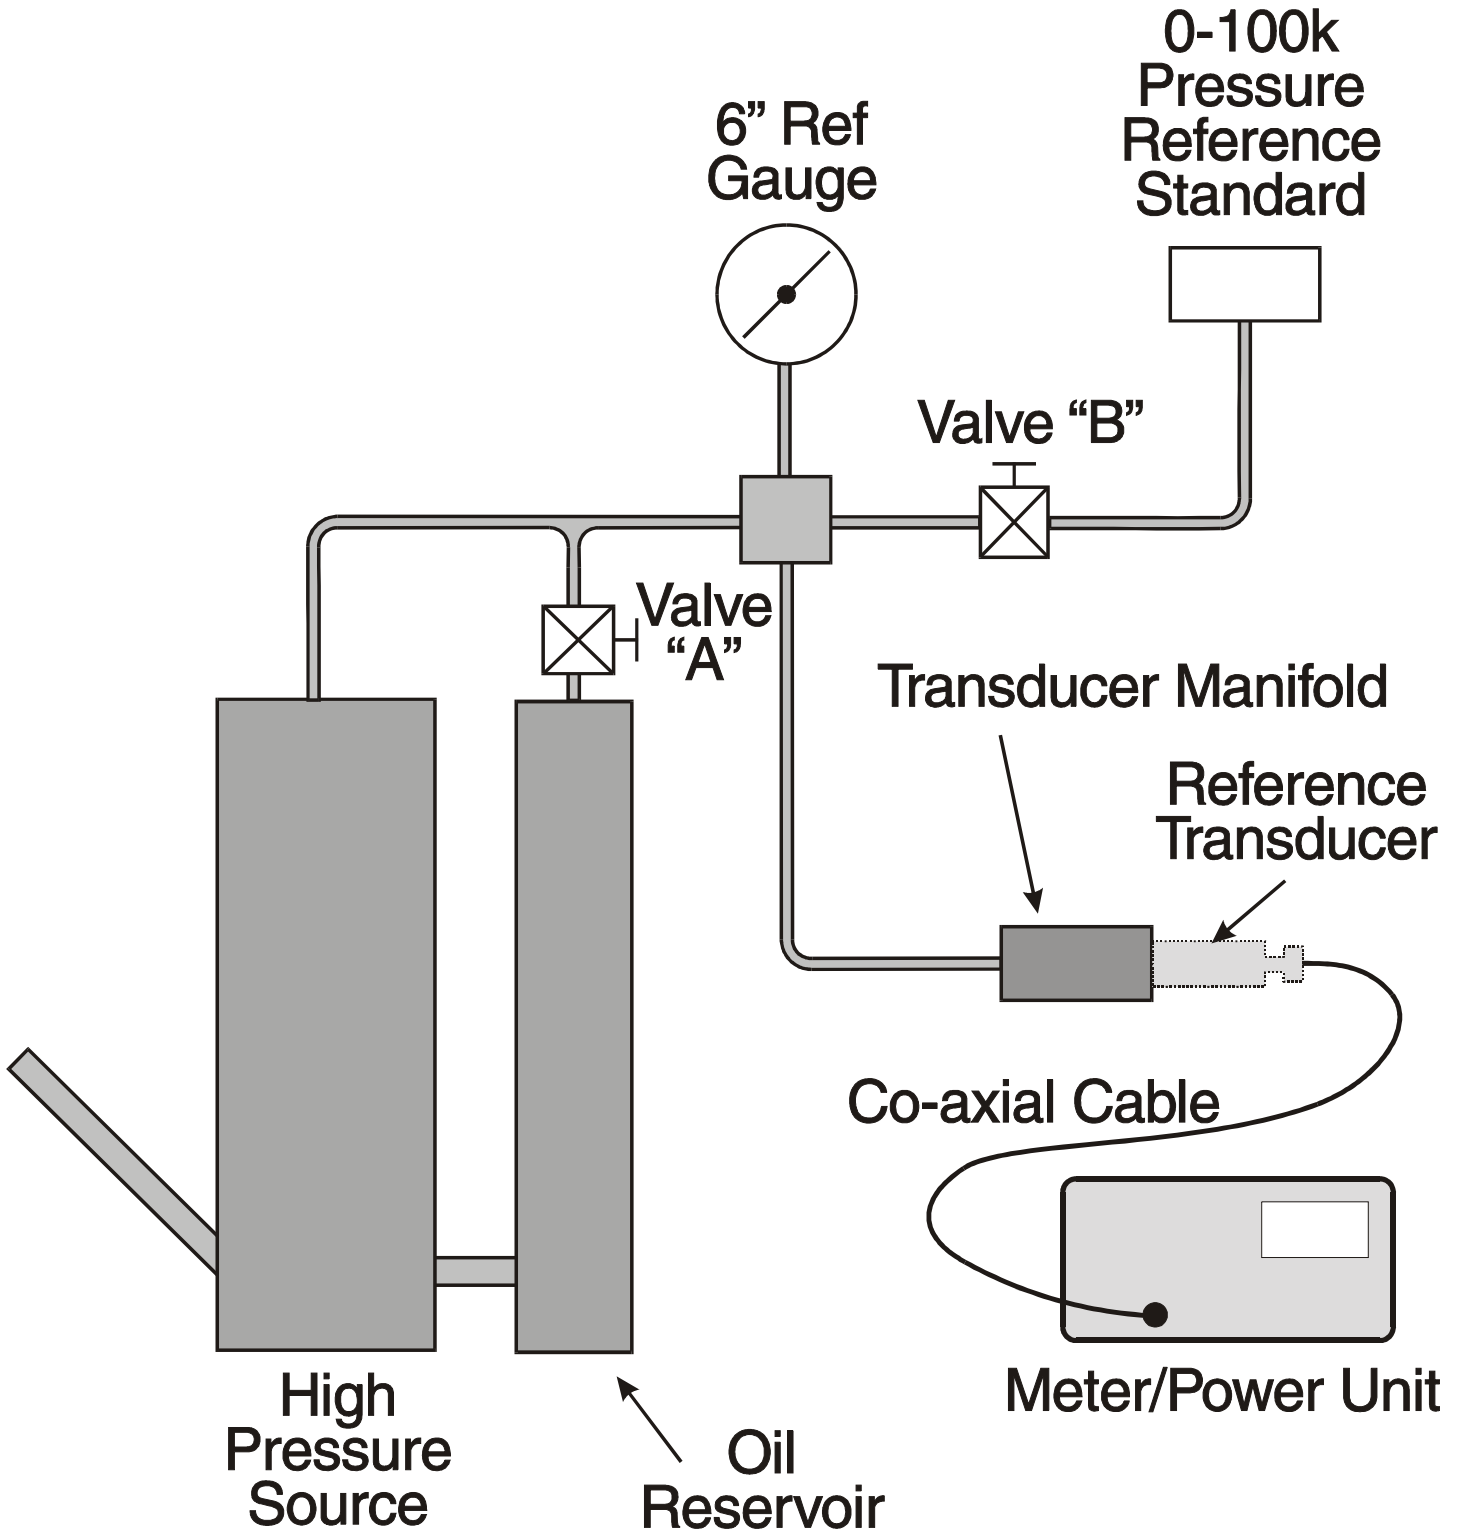 0-100k
Pressure
Reference
Standard
6” Ref
Gauge
Valve “B”
Valve
“A”
Transducer Manifold
Reference
Transducer
Co-axial Cable
Meter/Power Unit
High
Pressure
Source
Oil
Reservoir